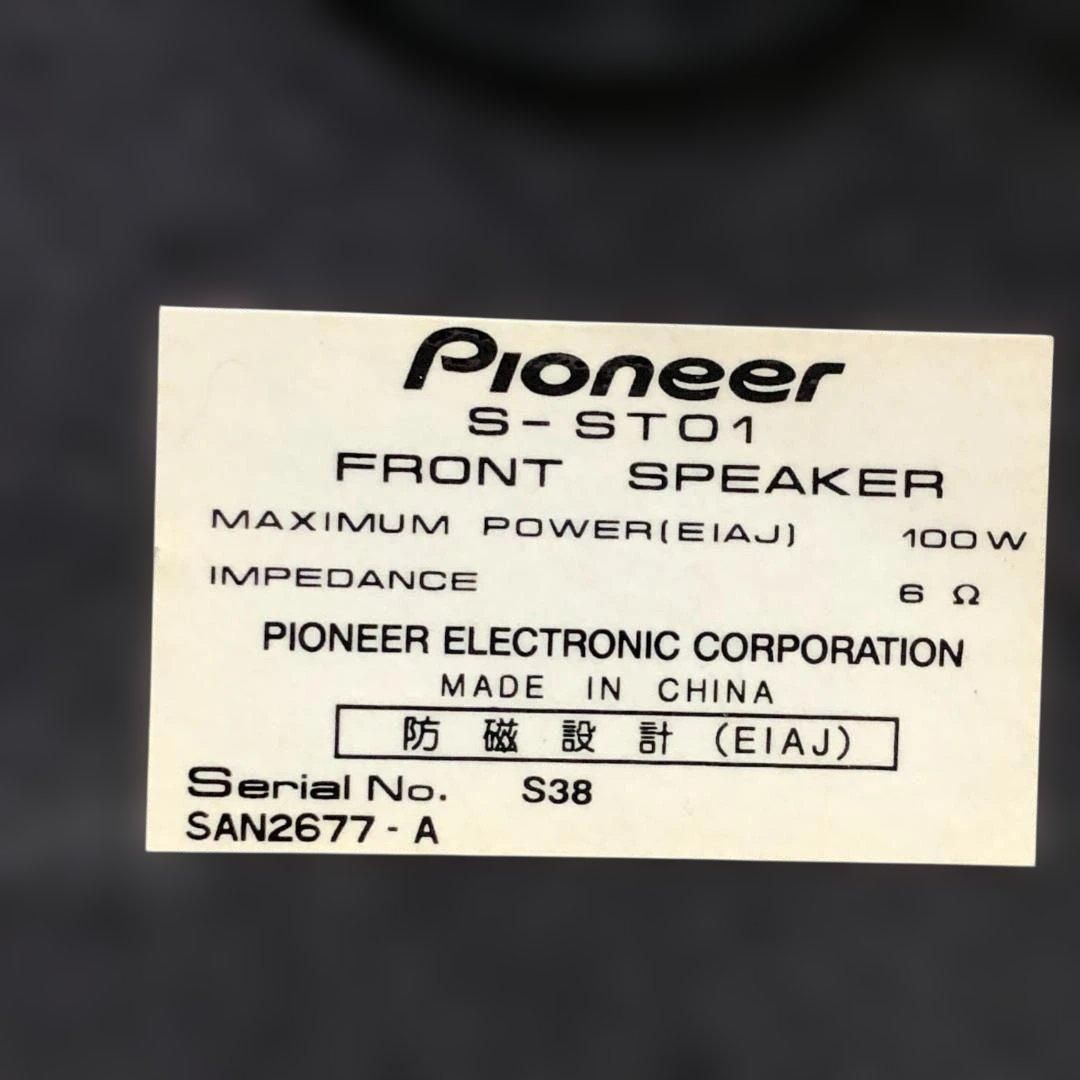 Pioneer
S-ST01
FRONT SPEAKER
MAXIMUM POWER(EIAJ) 100W
IMPEDANCE 6 Ω
PIONEER ELECTRONIC CORPORATION
MADE IN CHINA
防磁設計(EIAJ)
Serial No. S38
SAN2677-A